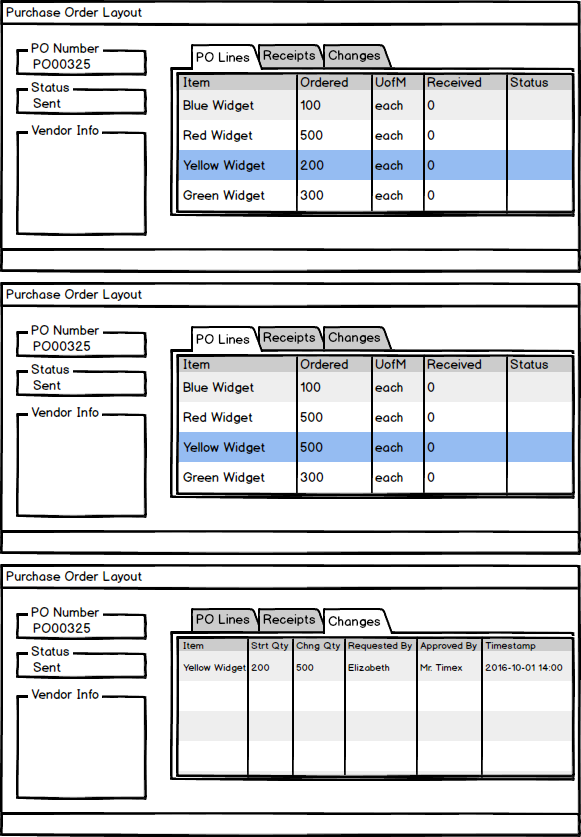 Purchase Order Layout
PO Number
PO00325
Status
Sent
Vendor Info
PO Lines Receipts Changes
Item Ordered UofM Received Status
Blue Widget 100 each 0
Red Widget 500 each 0
Yellow Widget 200 each 0
Green Widget 300 each 0
Purchase Order Layout
PO Number
PO00325
Status
Sent
Vendor Info
PO Lines Receipts Changes
Item Ordered UofM Received Status
Blue Widget 100 each 0
Red Widget 500 each 0
Yellow Widget 500 each 0
Green Widget 300 each 0
Purchase Order Layout
PO Number
PO00325
Status
Sent
Vendor Info
PO Lines Receipts Changes
Item Strt Qty Chng Qty Requested By Approved By Timestamp
Yellow Widget 200 500 Elizabeth Mr. Timex 2016-10-01 14:00